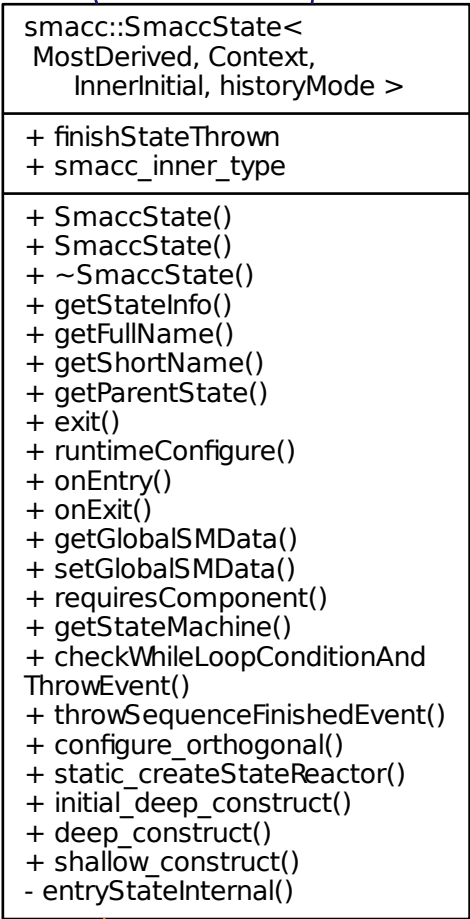 smacc::SmaccState<
MostDerived, Context,
InnerInitial, historyMode >
+ finishStateThrown
+ smacc_inner_type
+ SmaccState()
+ SmaccState()
+ ~SmaccState()
+ getStateInfo()
+ getFullName()
+ getShortName()
+ getParentState()
+ exit()
+ runtimeConfigure()
+ onEntry()
+ onExit()
+ getGlobalSMData()
+ setGlobalSMData()
+ requiresComponent()
+ getStateMachine()
+ checkWhileLoopConditionAnd
ThrowEvent()
+ throwSequenceFinishedEvent()
+ configure_orthogonal()
+ static_createStateReactor()
+ initial_deep_construct()
+ deep_construct()
+ shallow_construct()
- entryStateInternal()